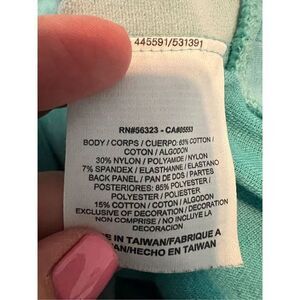 445591/531391
RN#56323 - CA#05553
BODY / CORPS / CUERPO: 63% COTTON /
COTON / ALGODON
30% NYLON / POLYAMIDE / NYLON
7% SPANDEX / ELASTHANNE / ELASTANO
BACK PANEL / PAN DE DOS / PARTES
POSTERIORES: 85% POLYESTER /
POLYESTER / POLIESTER
15% COTTON / COTON / ALGODON
EXCLUSIVE OF DECORATION / DECORATION
NON COMPRISE / NO INCLUYE LA
DECORACION
IN TAIWAN/FABRIQUE A
/HECHO EN TAIWAN